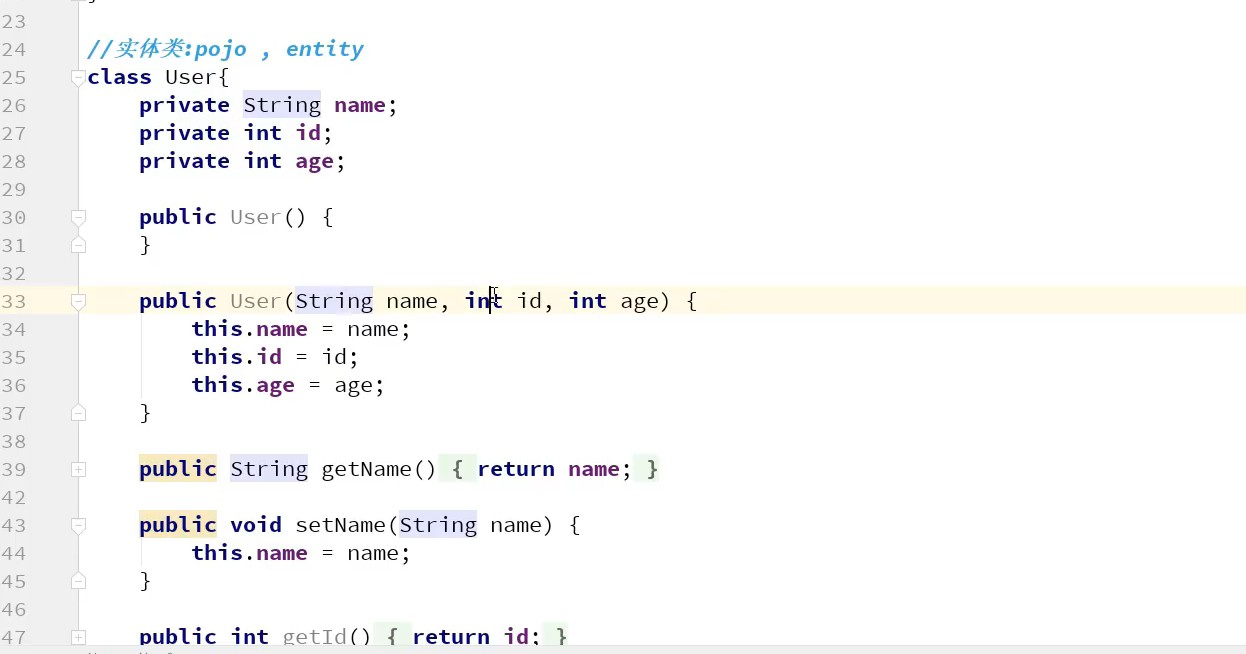 23
24 //实体类:pojo , entity
25 class User{
26 private String name;
27 private int id;
28 private int age;
29
30 public User() {
31 }
32
33 public User(String name, int id, int age) {
34 this.name = name;
35 this.id = id;
36 this.age = age;
37 }
38
39 public String getName() { return name; }
42
43 public void setName(String name) {
44 this.name = name;
45 }
46
47 public int getId() { return id; }